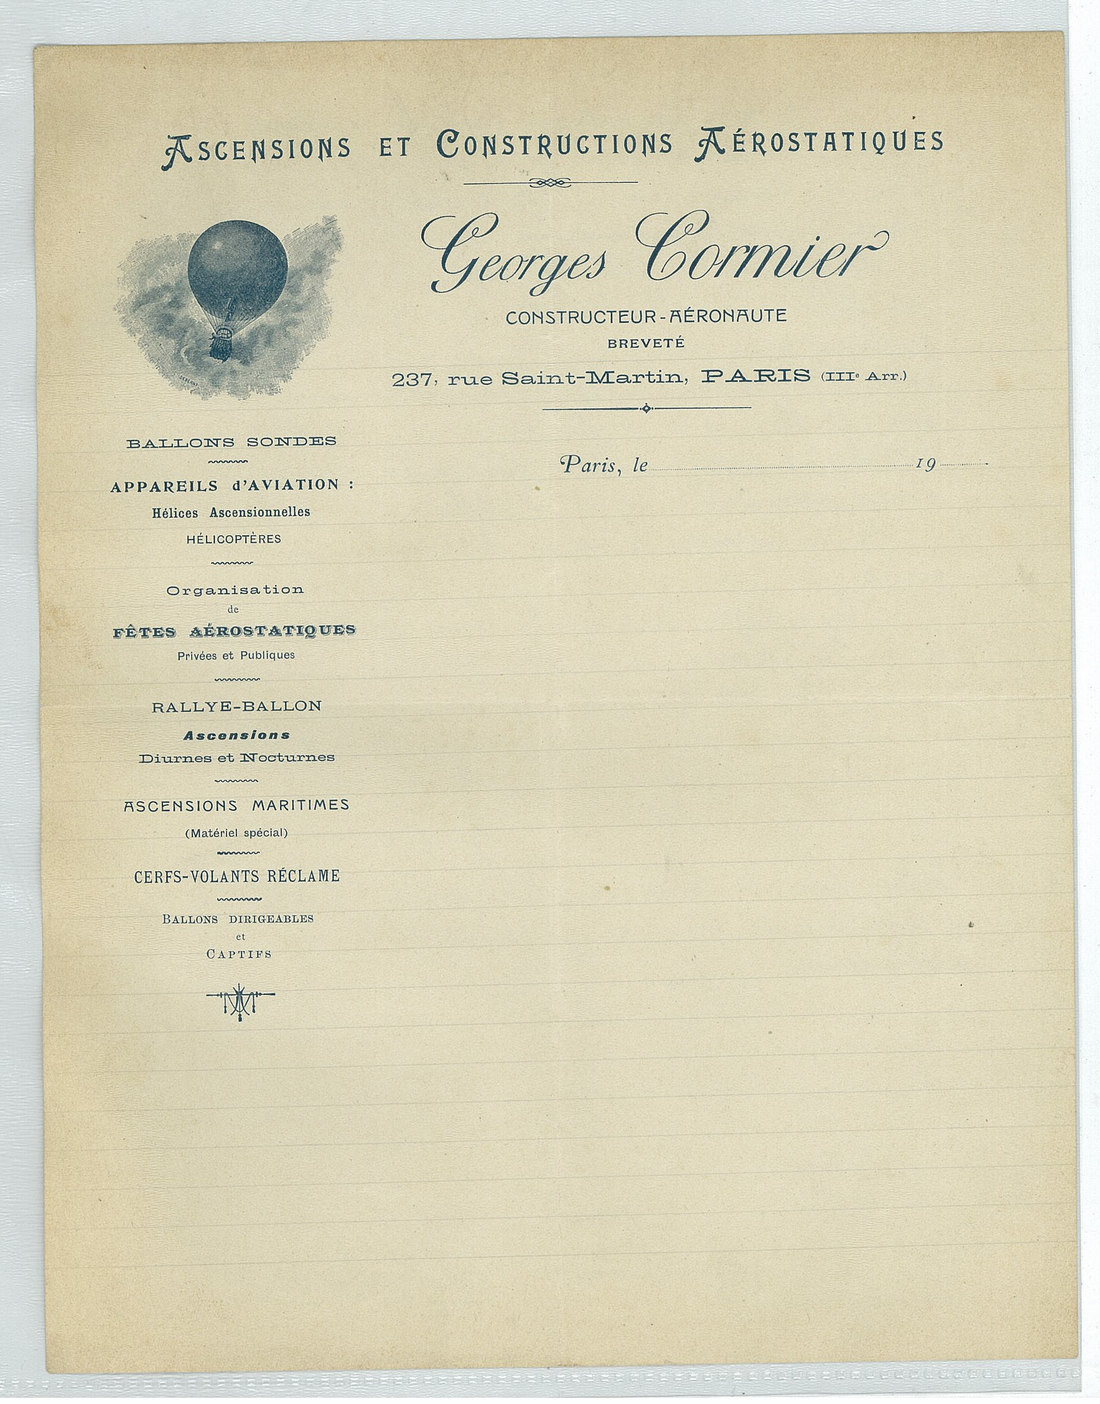 ASCENSIONS ET CONSTRUCTIONS AÉROSTATIQUES
Georges Cormier
CONSTRUCTEUR-AÉRONAUTE
BREVETÉ
237, rue Saint-Martin, PARIS (IIIe Arr.)
Paris, le 19
BALLONS SONDES
APPAREILS d'AVIATION :
Hélices Ascensionnelles
HÉLICOPTÈRES
Organisation
de
FÊTES AÉROSTATIQUES
Privées et Publiques
RALLYE-BALLON
Ascensions
Diurnes et Nocturnes
ASCENSIONS MARITIMES
(Matériel spécial)
CERFS-VOLANTS RÉCLAME
BALLONS DIRIGEABLES
et
CAPTIFS